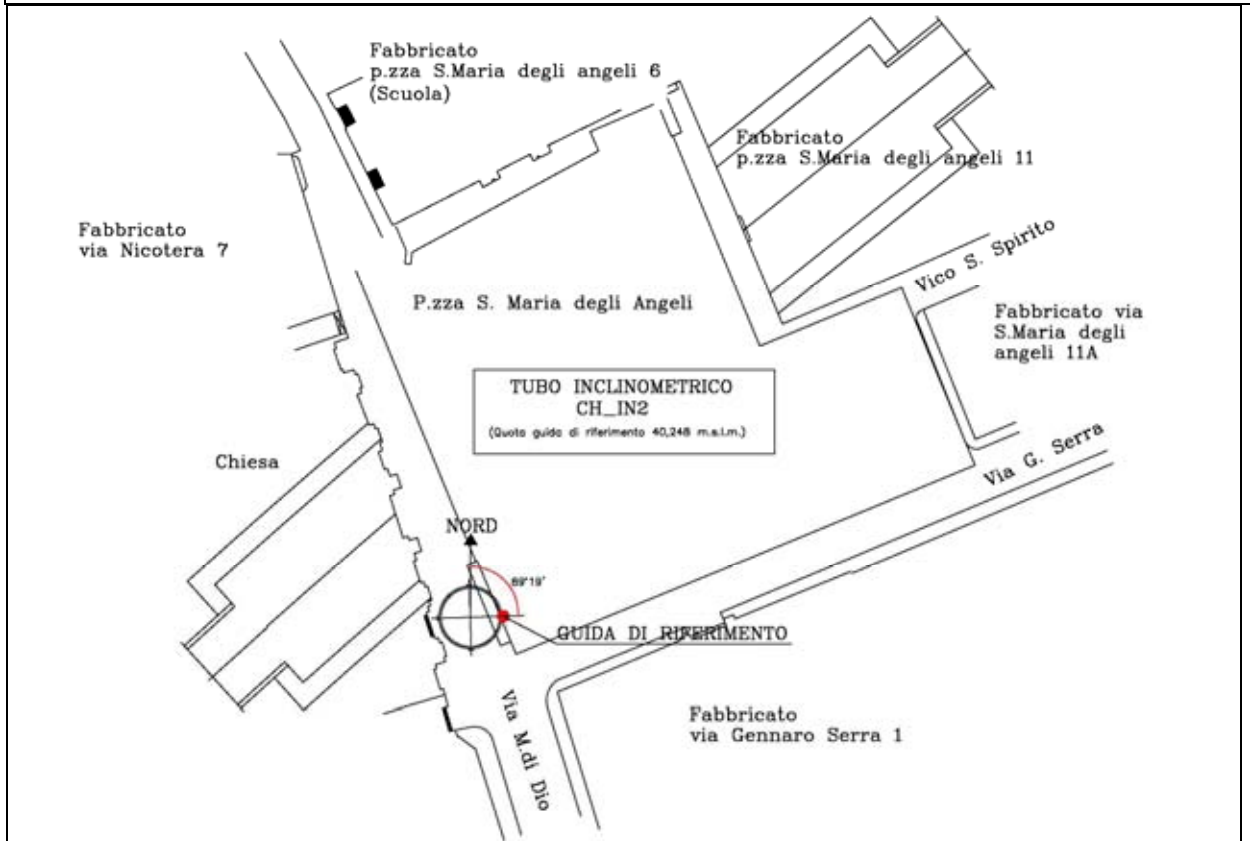 Fabbricato
p.zza S.Maria degli angeli 6
(Scuola)
Fabbricato
p.zza S.Maria degli angeli 11
Fabbricato
via Nicotera 7
Vico S. Spirito
P.zza S. Maria degli Angeli
Fabbricato via
S.Maria degli
angeli 11A
TUBO INCLINOMETRICO
CH_IN2
(Quota guida di riferimento 40,248 m.s.l.m.)
Via G. Serra
Chiesa
NORD
89°19'
GUIDA DI RIFERIMENTO
Via M.di Dio
Fabbricato
via Gennaro Serra 1